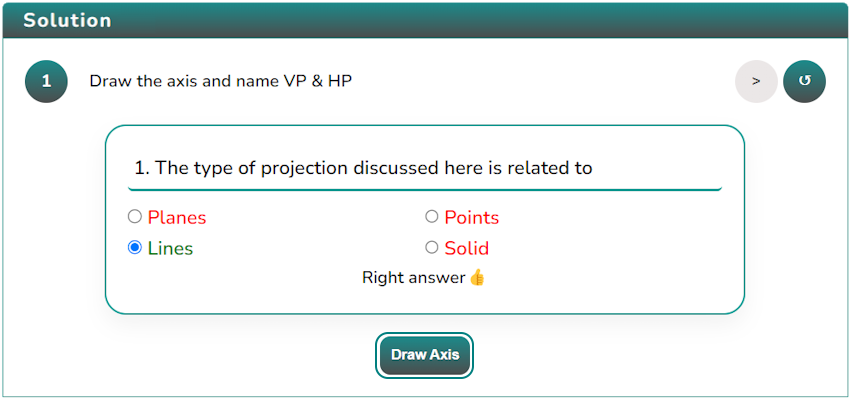 Solution
1 Draw the axis and name VP & HP > ↺
1. The type of projection discussed here is related to
Planes Points
Lines Solid
Right answer👍
Draw Axis